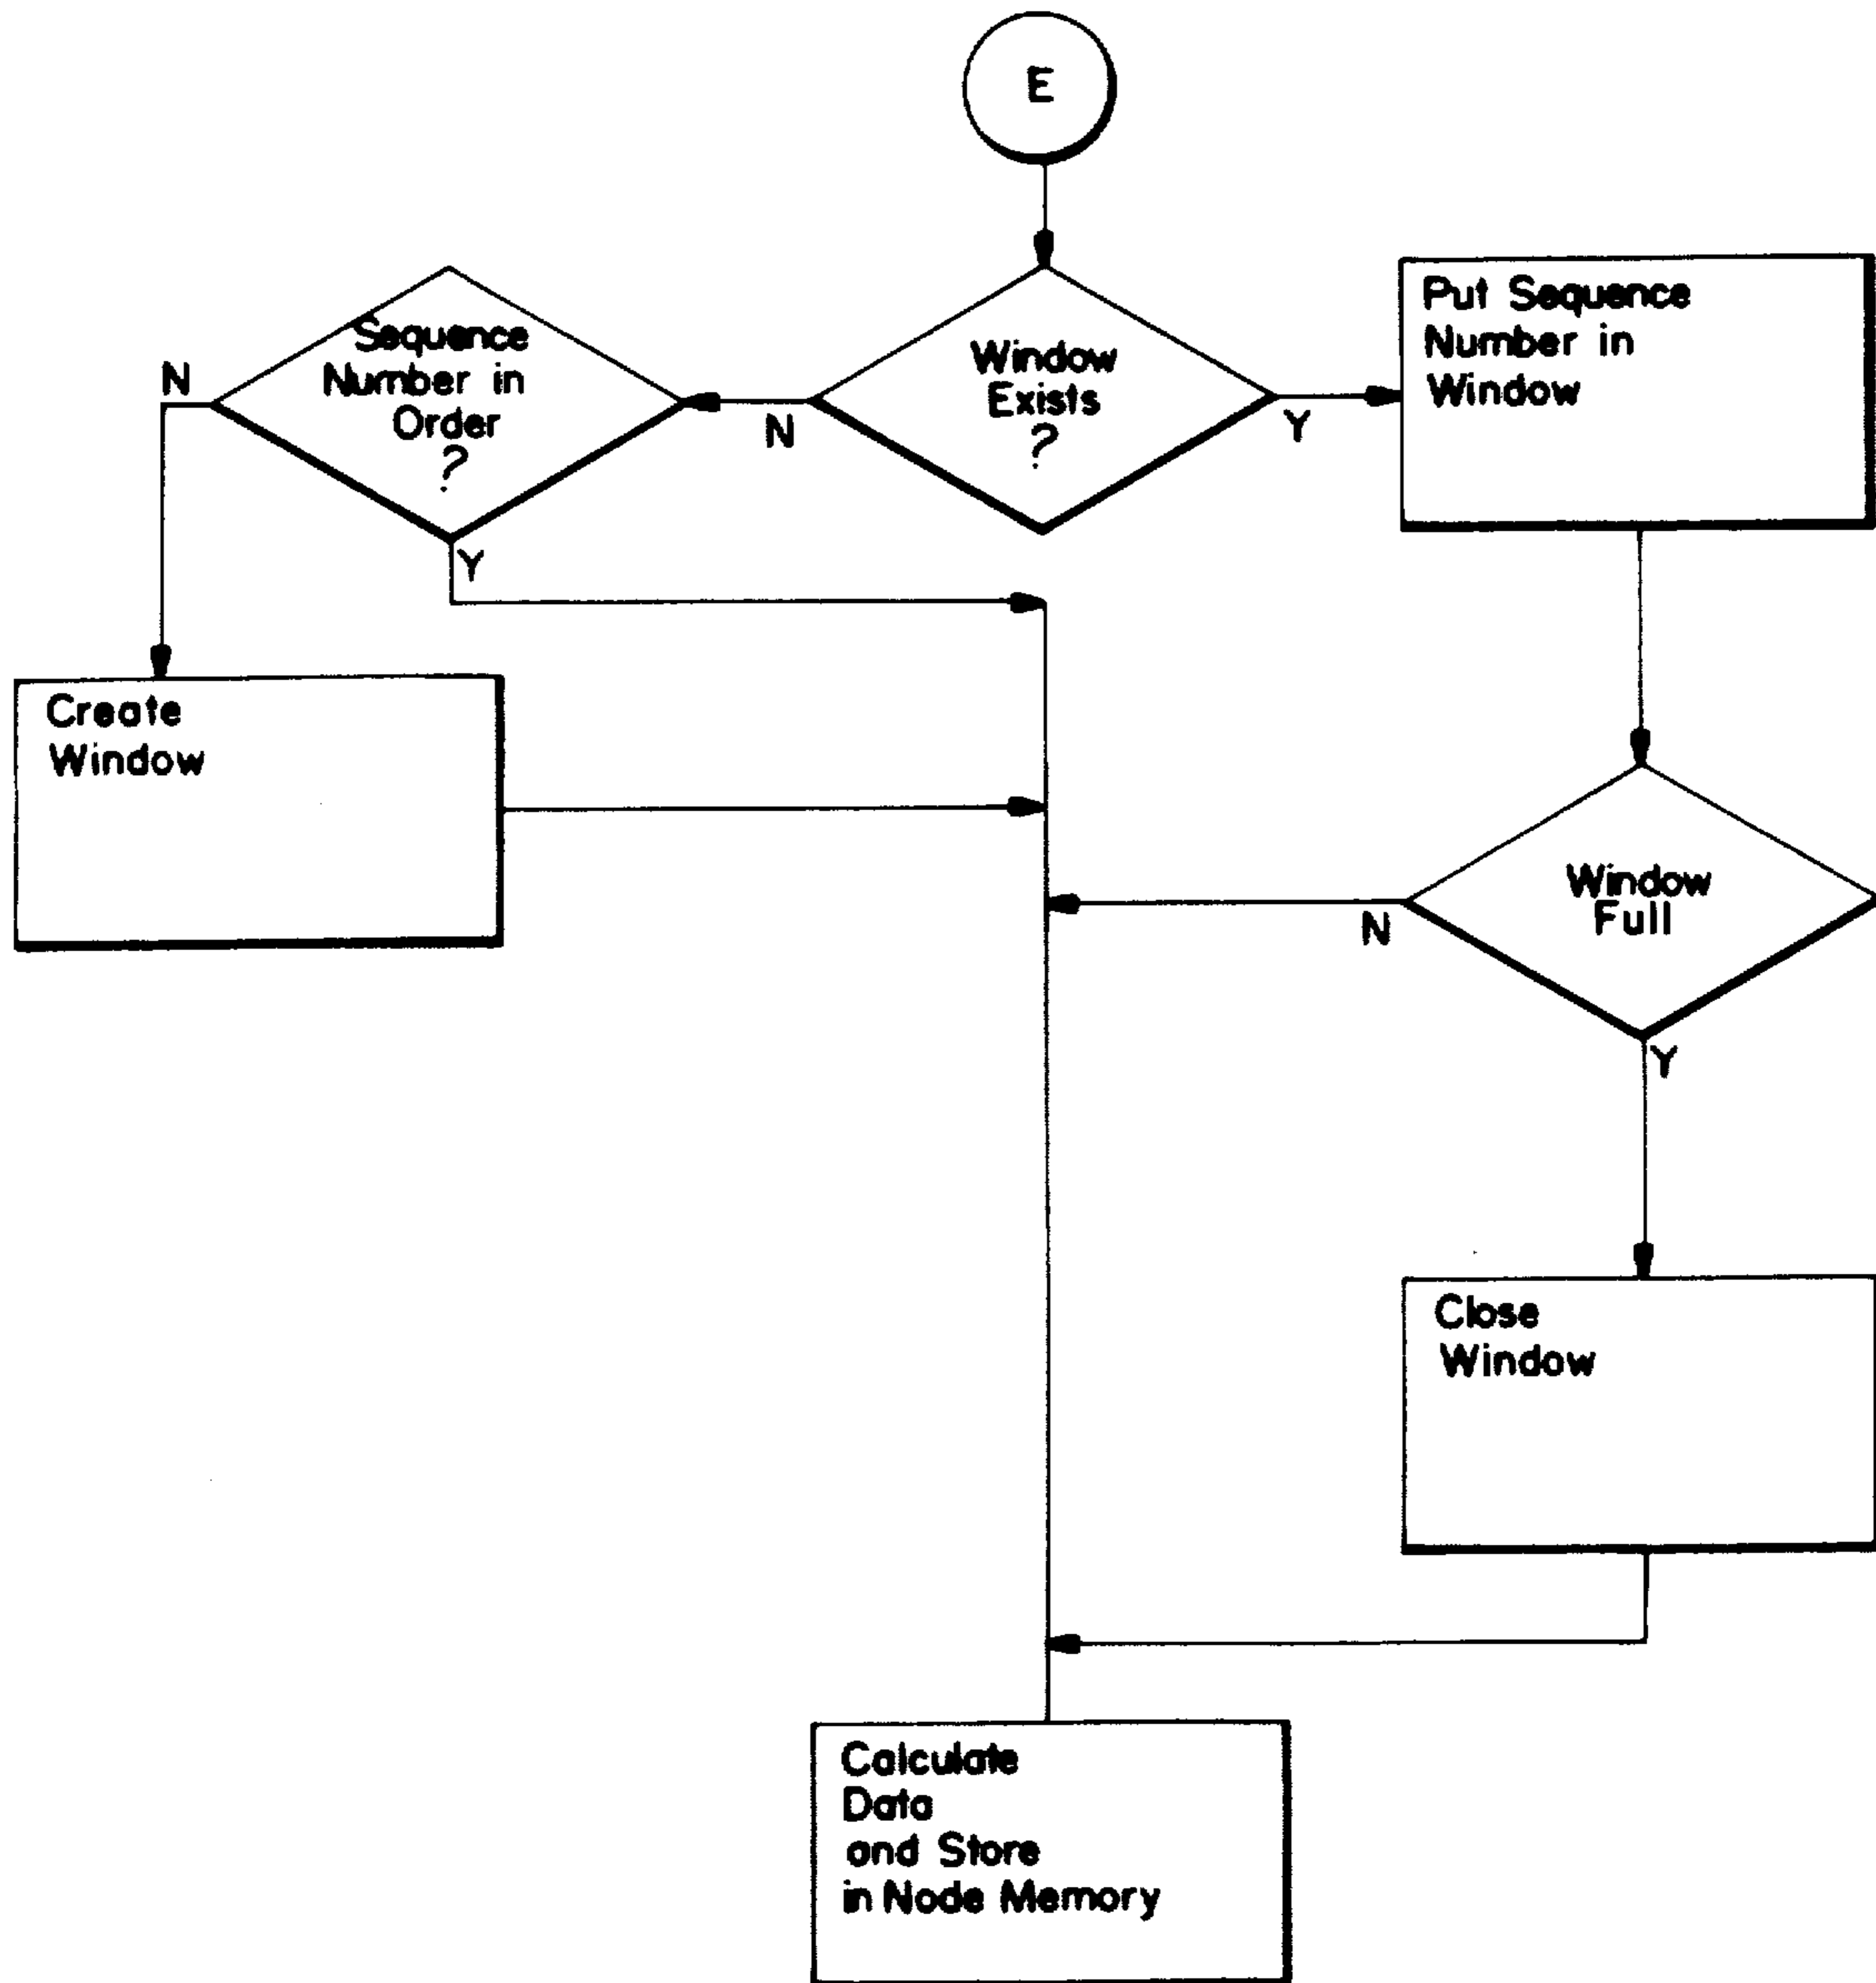 E
Sequence
Number in
Order
?
N
Y
Window
Exists
?
N
Y
Put Sequence
Number in
Window
Create
Window
Window
Full
N
Y
Close
Window
Calculate
Data
and Store
in Node Memory